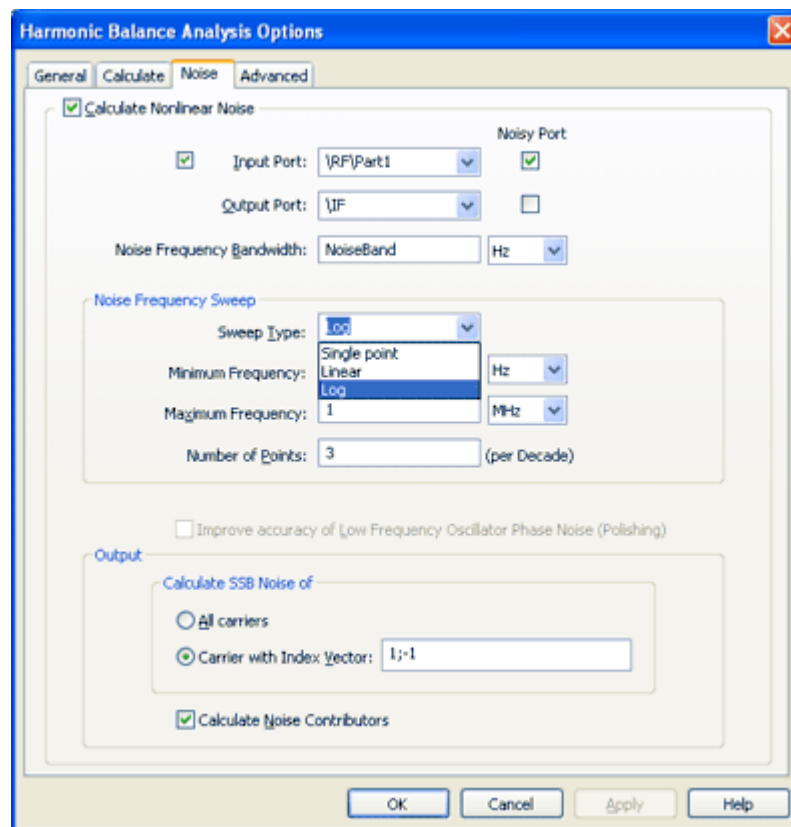 Harmonic Balance Analysis Options
General Calculate Noise Advanced
Calculate Nonlinear Noise
Noisy Port
Input Port: \RF\Part1
Output Port: \IF
Noise Frequency Bandwidth: NoiseBand Hz
Noise Frequency Sweep
Sweep Type: Log
Single point
Linear
Log
Minimum Frequency: Hz
Maximum Frequency: 1 MHz
Number of Points: 3 (per Decade)
Improve accuracy of Low Frequency Oscillator Phase Noise (Polishing)
Output
Calculate SSB Noise of
All carriers
Carrier with Index Vector: 1;-1
Calculate Noise Contributors
OK Cancel Apply Help